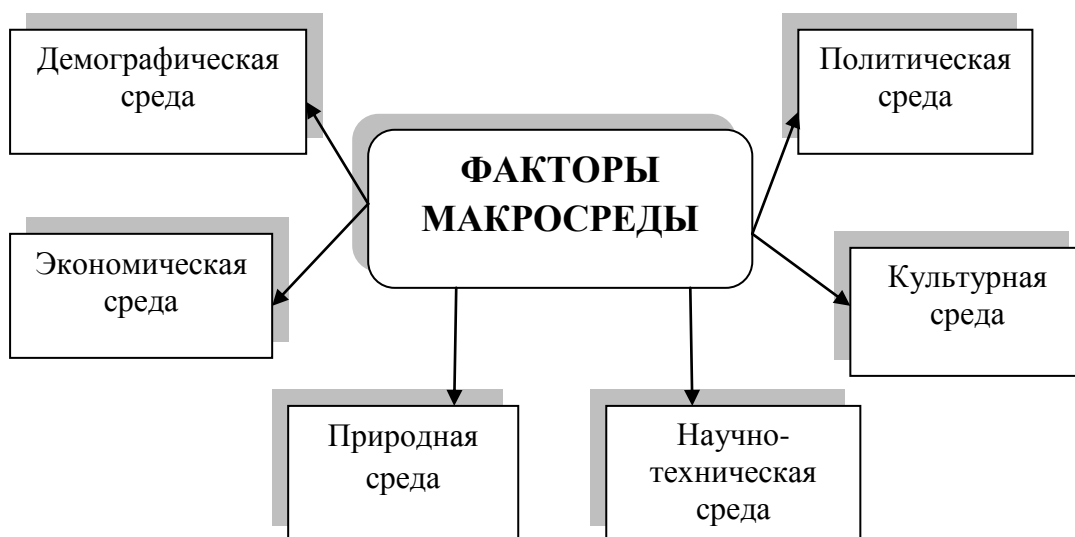 Демографическая
среда
Политическая
среда
ФАКТОРЫ
МАКРОСРЕДЫ
Экономическая
среда
Культурная
среда
Природная
среда
Научно-
техническая
среда